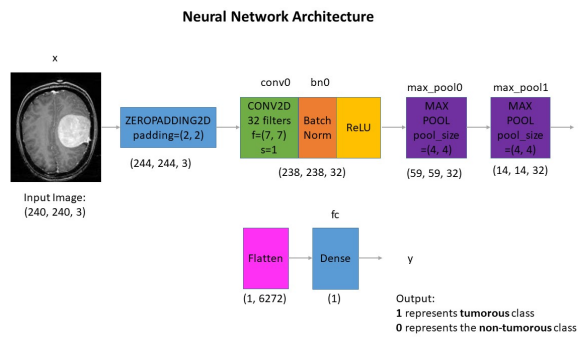 Neural Network Architecture
x
Input Image:
(240, 240, 3)
ZEROPADDING2D
padding=(2, 2)
(244, 244, 3)
conv0
bn0
CONV2D
32 filters
f=(7, 7)
s=1
Batch
Norm
ReLU
(238, 238, 32)
max_pool0
MAX
POOL
pool_size
=(4, 4)
(59, 59, 32)
max_pool1
MAX
POOL
pool_size
=(4, 4)
(14, 14, 32)
Flatten
(1, 6272)
fc
Dense
(1)
y
Output:
1 represents tumorous class
0 represents the non-tumorous class